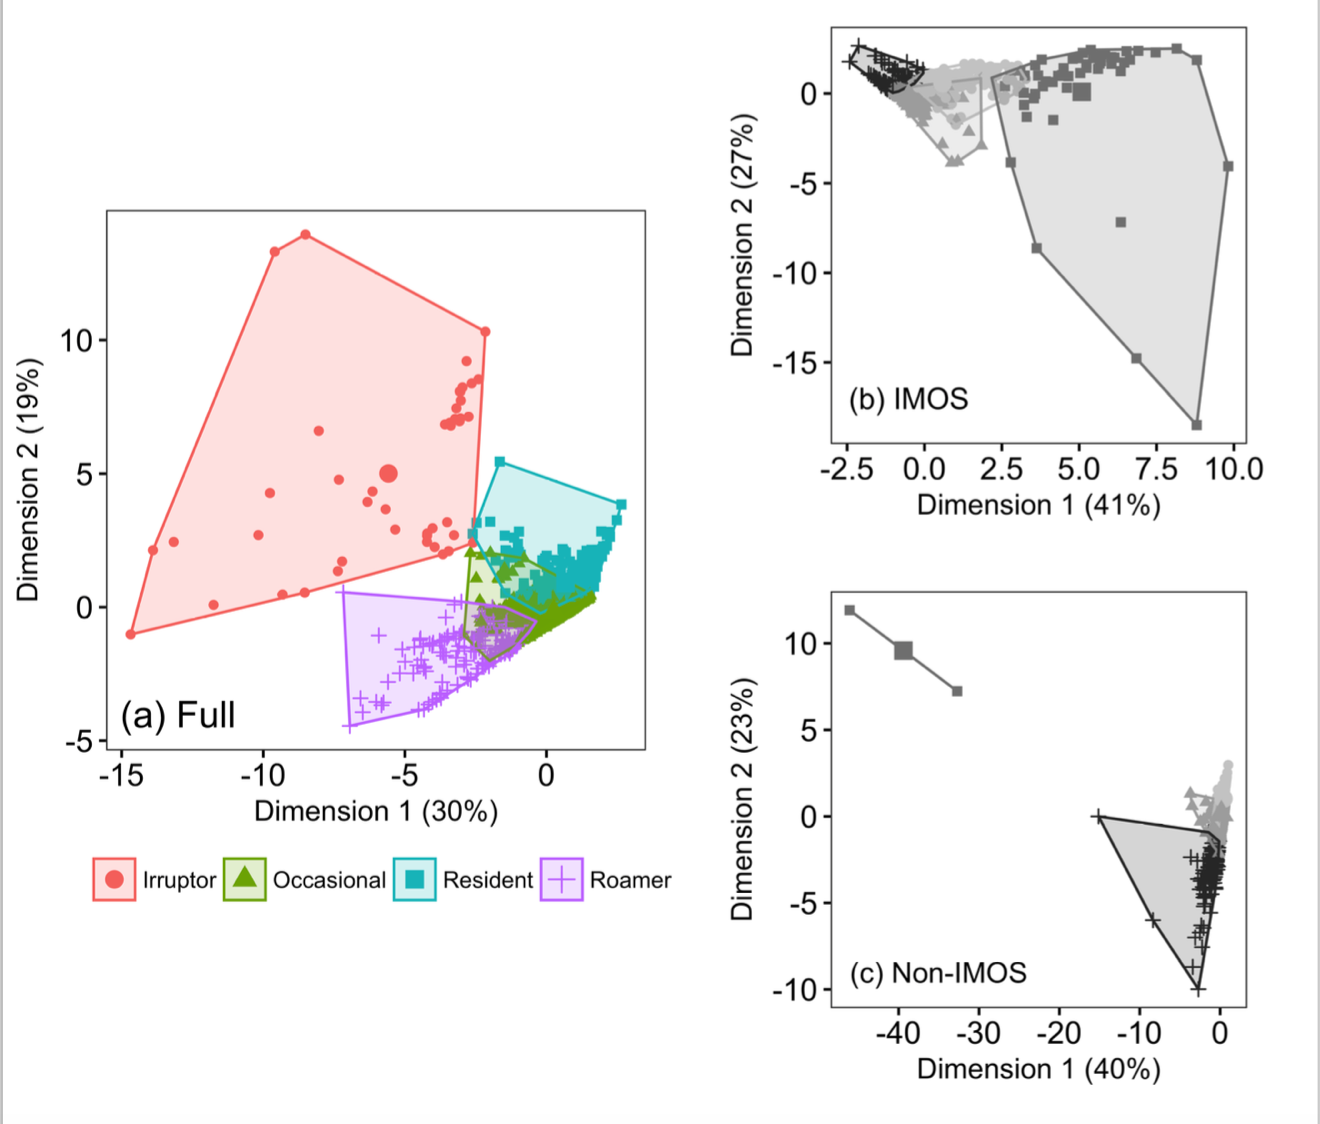 10
5
0
-5
Dimension 2 (19%)
(a) Full
-15 -10 -5 0
Dimension 1 (30%)
Irruptor Occasional Resident Roamer
0
-5
-10
-15
Dimension 2 (27%)
(b) IMOS
-2.5 0.0 2.5 5.0 7.5 10.0
Dimension 1 (41%)
10
5
0
-5
-10
Dimension 2 (23%)
(c) Non-IMOS
-40 -30 -20 -10 0
Dimension 1 (40%)